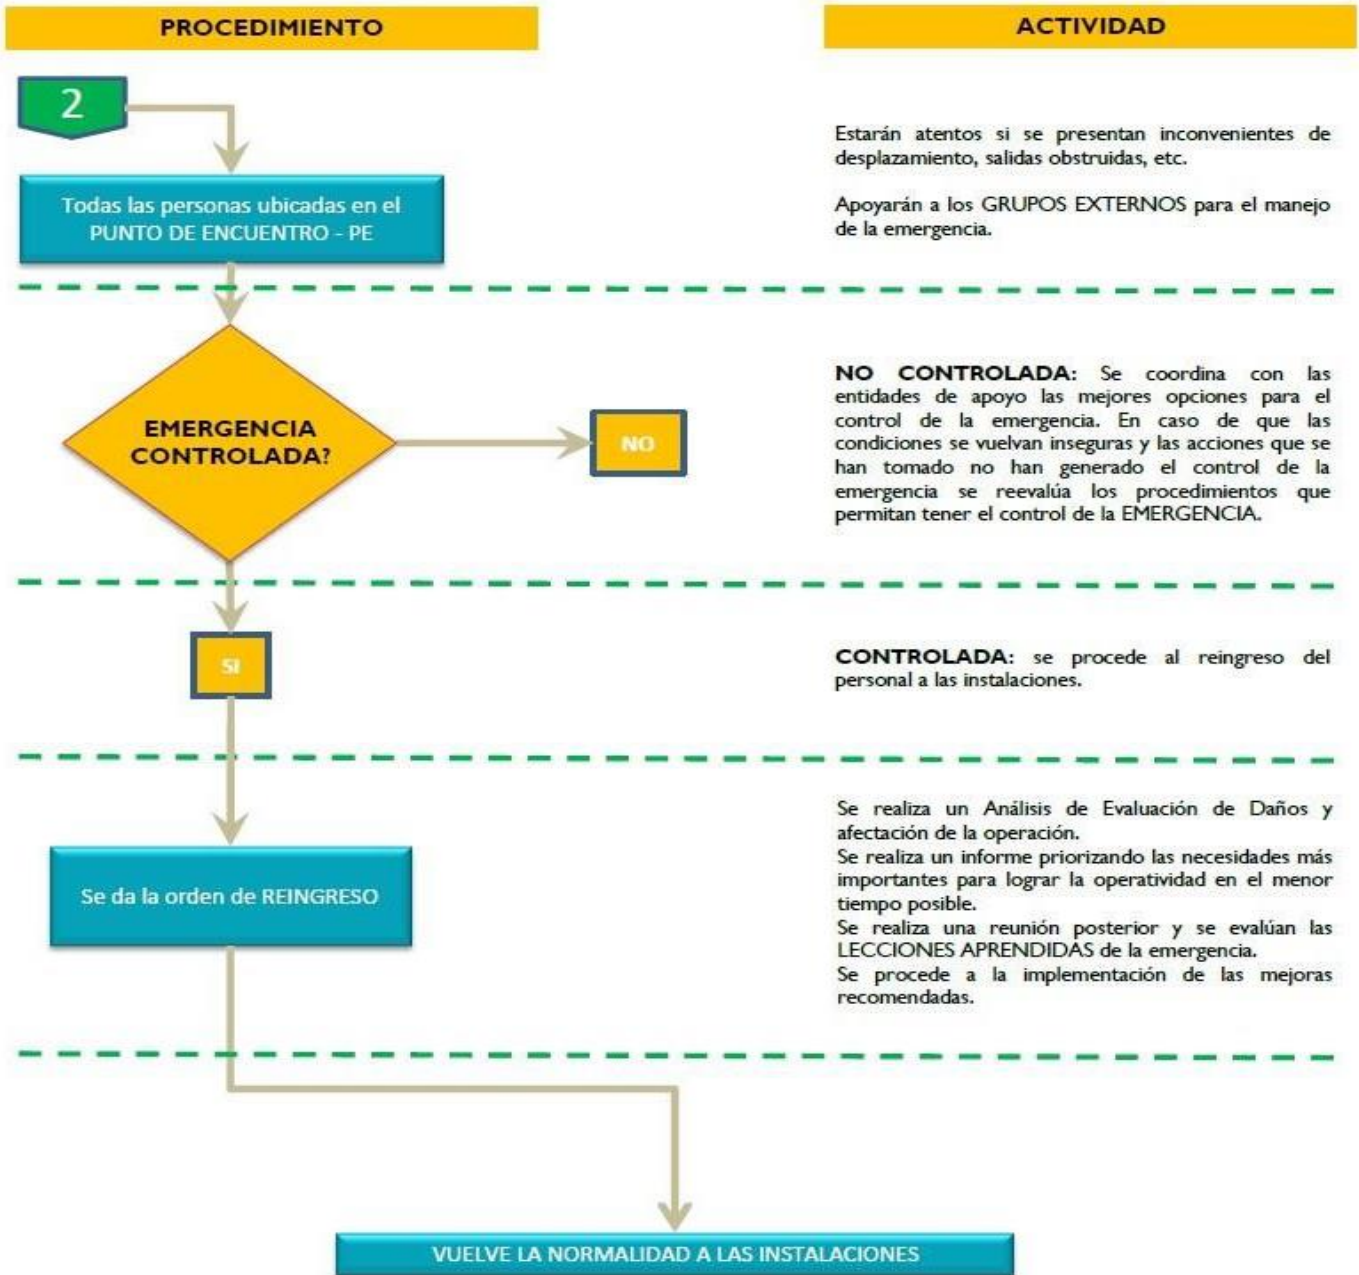 PROCEDIMIENTO
ACTIVIDAD
2
Todas las personas ubicadas en el
PUNTO DE ENCUENTRO - PE
Estarán atentos si se presentan inconvenientes de
desplazamiento, salidas obstruidas, etc.
Apoyarán a los GRUPOS EXTERNOS para el manejo
de la emergencia.
EMERGENCIA
CONTROLADA?
NO
NO CONTROLADA: Se coordina con las
entidades de apoyo las mejores opciones para el
control de la emergencia. En caso de que las
condiciones se vuelvan inseguras y las acciones que se
han tomado no han generado el control de la
emergencia se reevalúa los procedimientos que
permitan tener el control de la EMERGENCIA.
SI
CONTROLADA: se procede al reingreso del
personal a las instalaciones.
Se da la orden de REINGRESO
Se realiza un Análisis de Evaluación de Daños y
afectación de la operación.
Se realiza un informe priorizando las necesidades más
importantes para lograr la operatividad en el menor
tiempo posible.
Se realiza una reunión posterior y se evalúan las
LECCIONES APRENDIDAS de la emergencia.
Se procede a la implementación de las mejoras
recomendadas.
VUELVE LA NORMALIDAD A LAS INSTALACIONES